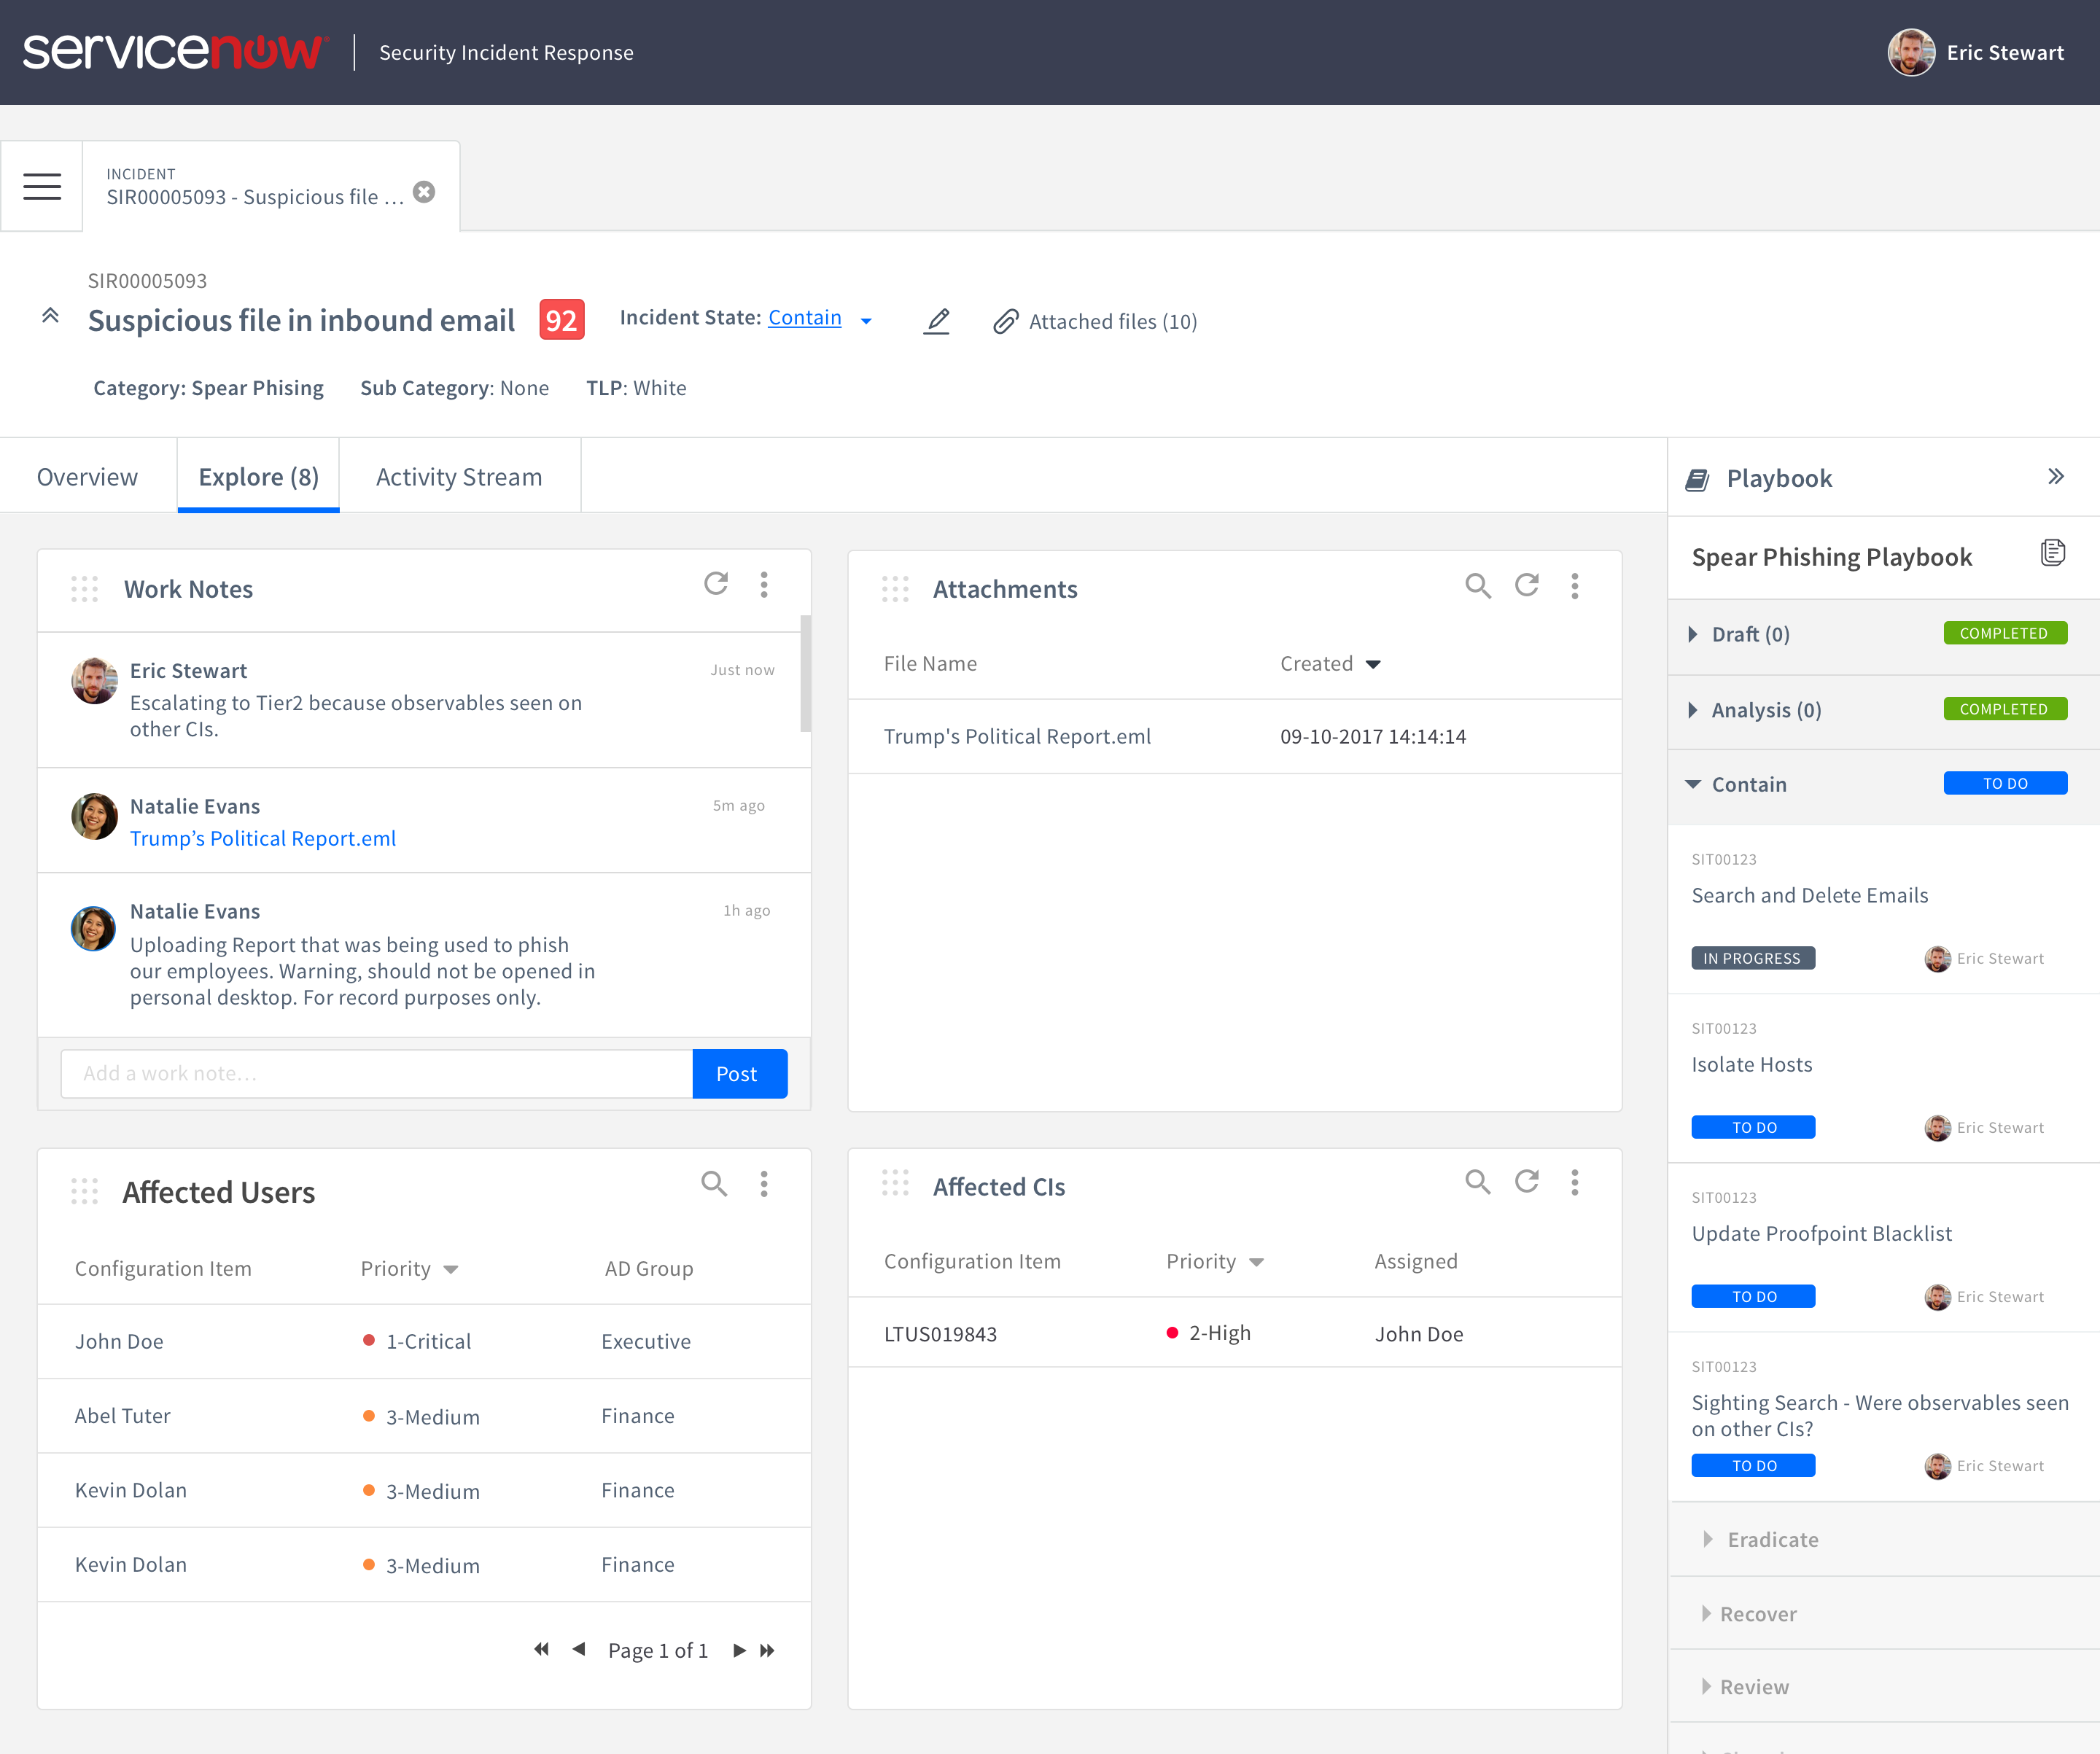 servicenow
Security Incident Response
Eric Stewart
INCIDENT
SIR00005093 - Suspicious file ...
SIR00005093
Suspicious file in inbound email
92
Incident State: Contain
Attached files (10)
Category: Spear Phising
Sub Category: None
TLP: White
Overview
Explore (8)
Activity Stream
Work Notes
Eric Stewart
Just now
Escalating to Tier2 because observables seen on
other CIs.
Natalie Evans
5m ago
Trump’s Political Report.eml
Natalie Evans
1h ago
Uploading Report that was being used to phish
our employees. Warning, should not be opened in
personal desktop. For record purposes only.
Add a work note...
Post
Attachments
File Name
Created
Trump's Political Report.eml
09-10-2017 14:14:14
Affected Users
Configuration Item
Priority
AD Group
John Doe
1-Critical
Executive
Abel Tuter
3-Medium
Finance
Kevin Dolan
3-Medium
Finance
Kevin Dolan
3-Medium
Finance
Page 1 of 1
Affected CIs
Configuration Item
Priority
Assigned
LTUS019843
2-High
John Doe
Playbook
Spear Phishing Playbook
Draft (0)
COMPLETED
Analysis (0)
COMPLETED
Contain
TO DO
SIT00123
Search and Delete Emails
IN PROGRESS
Eric Stewart
SIT00123
Isolate Hosts
TO DO
Eric Stewart
SIT00123
Update Proofpoint Blacklist
TO DO
Eric Stewart
SIT00123
Sighting Search - Were observables seen
on other CIs?
TO DO
Eric Stewart
Eradicate
Recover
Review